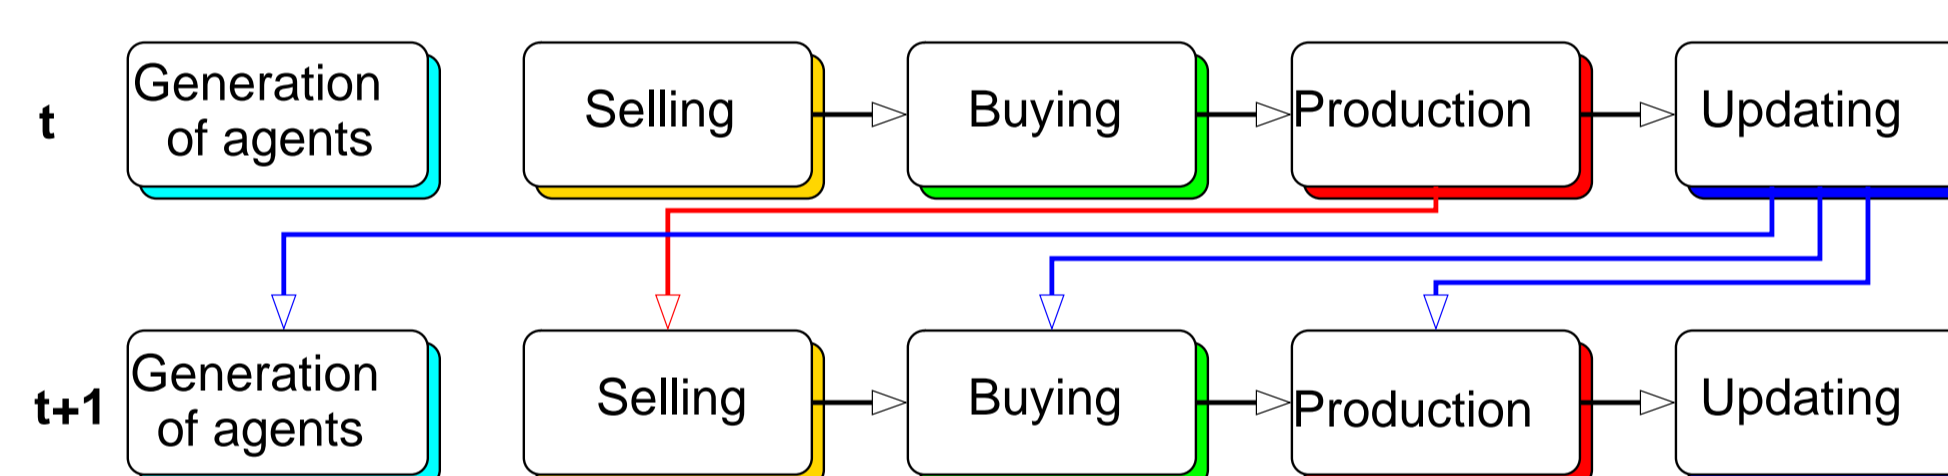 t
Generation
of agents
Selling
Buying
Production
Updating
t+1
Generation
of agents
Selling
Buying
Production
Updating